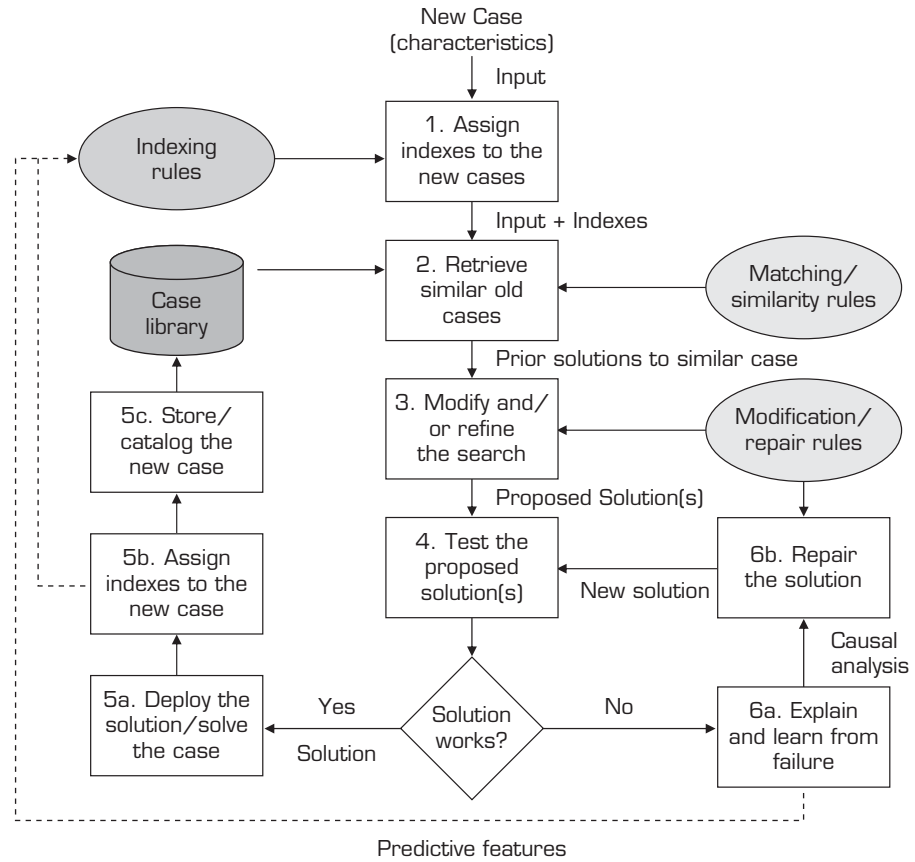 New Case
(characteristics)
Input
Indexing
rules
1. Assign
indexes to the
new cases
Input + Indexes
Case
library
2. Retrieve
similar old
cases
Matching/
similarity rules
Prior solutions to similar case
5c. Store/
catalog the
new case
3. Modify and/
or refine
the search
Modification/
repair rules
Proposed Solution(s)
5b. Assign
indexes to the
new case
4. Test the
proposed
solution(s)
New solution
6b. Repair
the solution
Causal
analysis
5a. Deploy the
solution/solve
the case
Yes
Solution
Solution
works?
No
6a. Explain
and learn from
failure
Predictive features